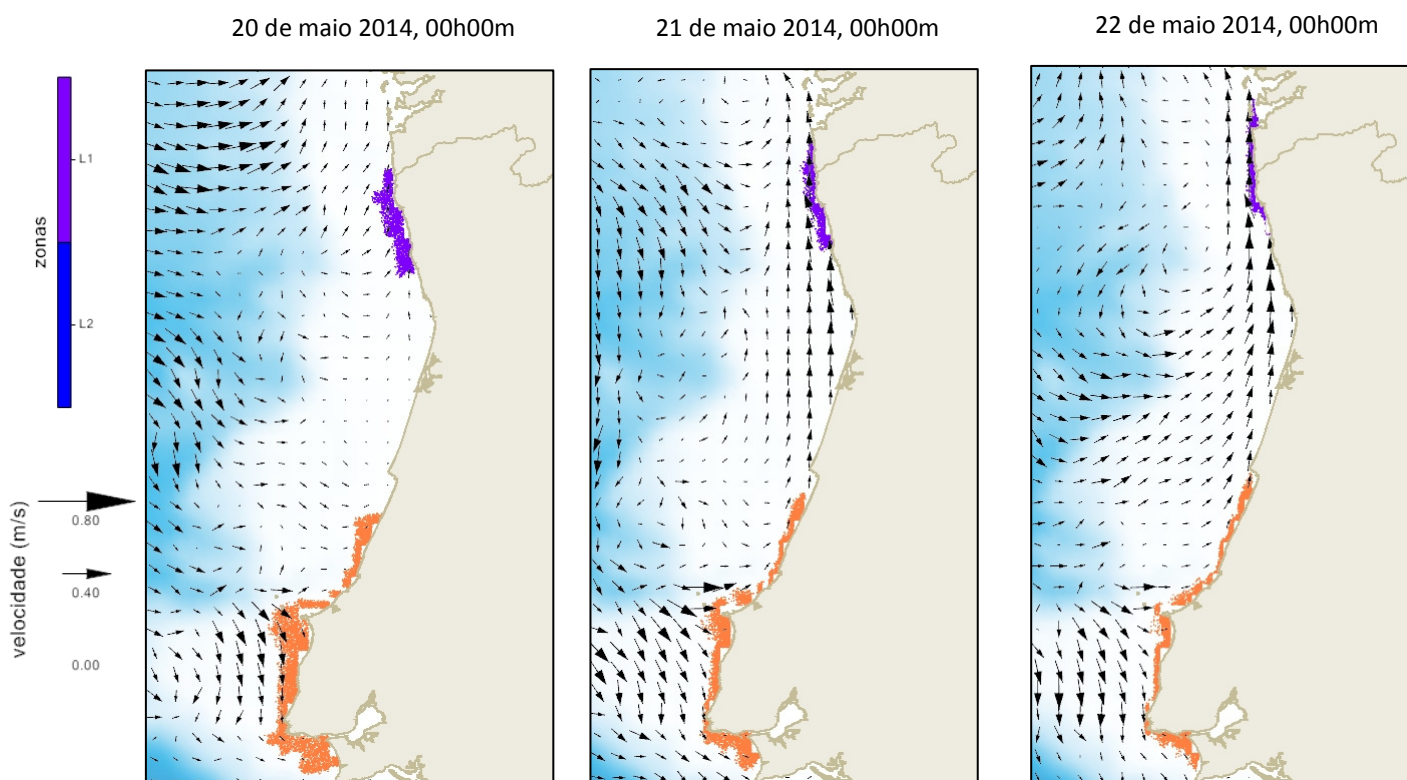 20 de maio 2014, 00h00m
21 de maio 2014, 00h00m
22 de maio 2014, 00h00m
zonas
L1
L2
velocidade (m/s)
0.80
0.40
0.00